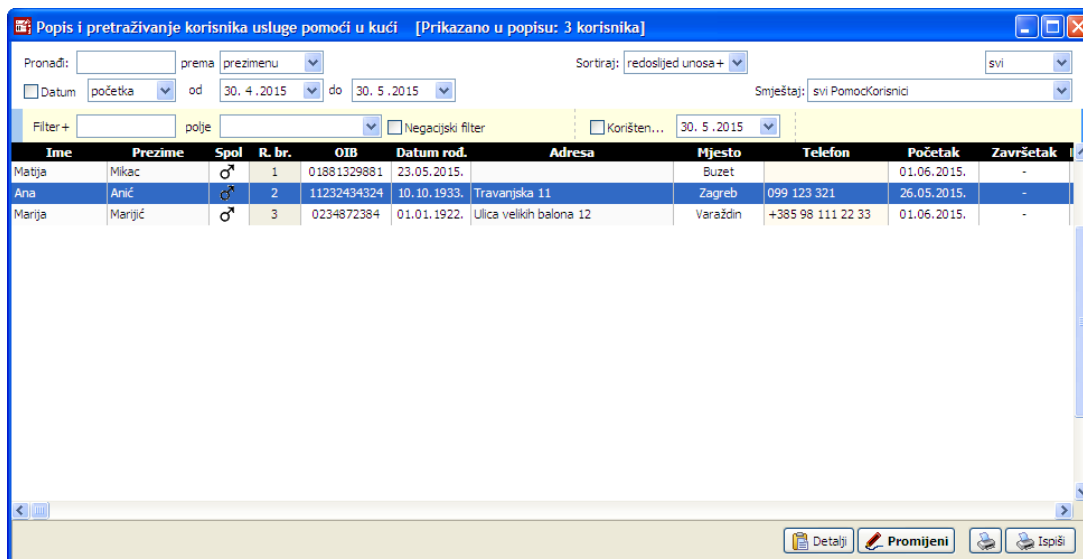 Popis i pretraživanje korisnika usluge pomoći u kući [Prikazano u popisu: 3 korisnika]
Pronađi: prema prezimenu Sortiraj: redoslijed unosa+ svi
Datum početka od 30. 4 .2015 do 30. 5 .2015 Smještaj: svi PomocKorisnici
Filter+ polje Negacijski filter Korišten... 30. 5 .2015
Ime Prezime Spol R. br. OIB Datum rođ. Adresa Mjesto Telefon Početak Završetak
Matija Mikac ♂ 1 01881329881 23.05.2015. Buzet 01.06.2015. -
Ana Anić ♂ 2 11232434324 10.10.1933. Travanjska 11 Zagreb 099 123 321 26.05.2015. -
Marija Marijić ♂ 3 0234872384 01.01.1922. Ulica velikih balona 12 Varaždin +385 98 111 22 33 01.06.2015. -
Detalji Promijeni Ispiši